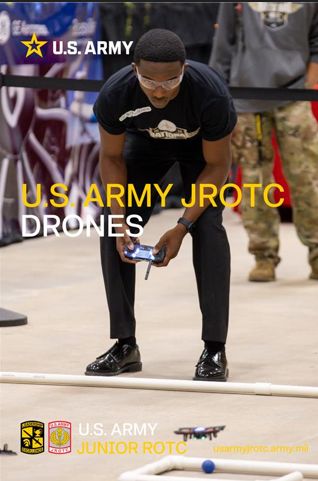 U.S. ARMY
U.S. ARMY JROTC
DRONES
U.S. ARMY
JUNIOR ROTC
usarmyjrotc.army.mil